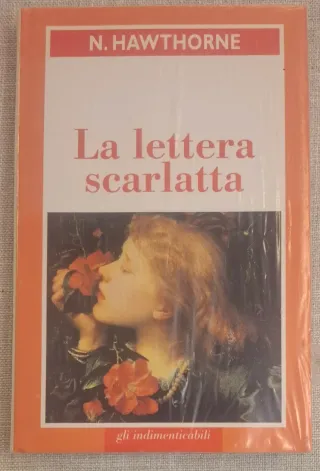 N. HAWTHORNE
La lettera
scarlatta
gli indimenticabili